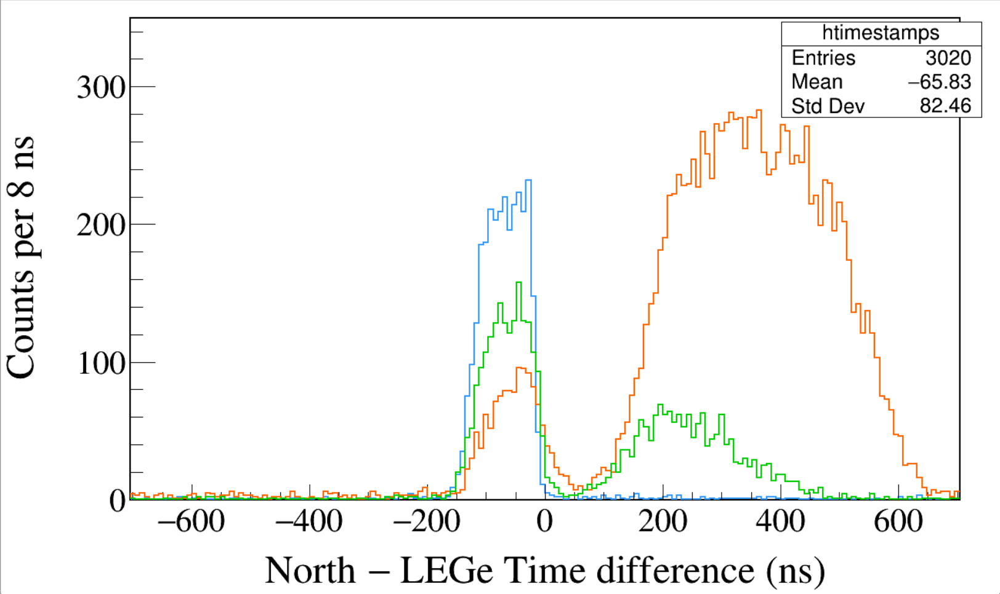 htimestamps
Entries 3020
Mean −65.83
Std Dev 82.46
Counts per 8 ns
300
200
100
0
−600 −400 −200 0 200 400 600
North − LEGe Time difference (ns)